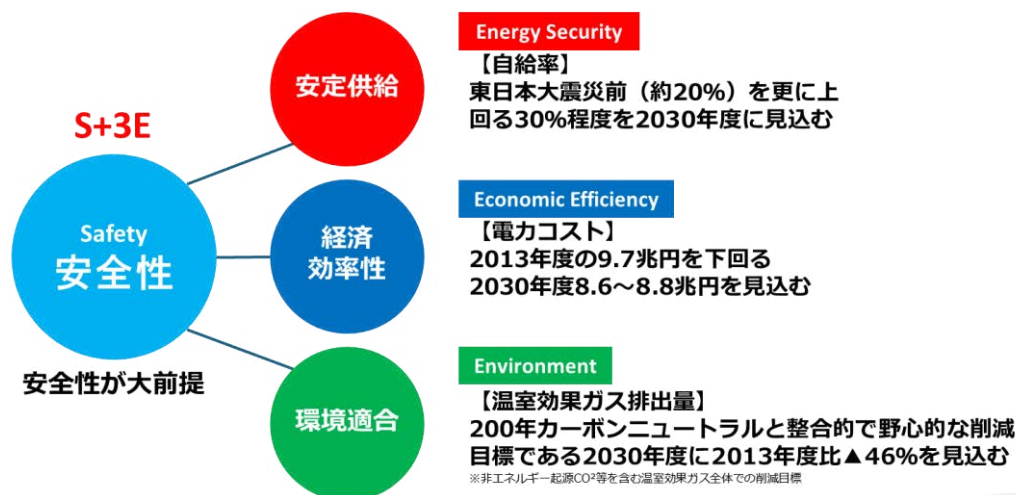 S+3E
Safety
安全性
安全性が大前提
安定供給
Energy Security
【自給率】
東日本大震災前（約20%）を更に上
回る30%程度を2030年度に見込む
経済
効率性
Economic Efficiency
【電力コスト】
2013年度の9.7兆円を下回る
2030年度8.6～8.8兆円を見込む
環境適合
Environment
【温室効果ガス排出量】
200年カーボンニュートラルと整合的で野心的な削減
目標である2030年度に2013年度比▲46%を見込む
※非エネルギー起源CO²等を含む温室効果ガス全体での削減目標